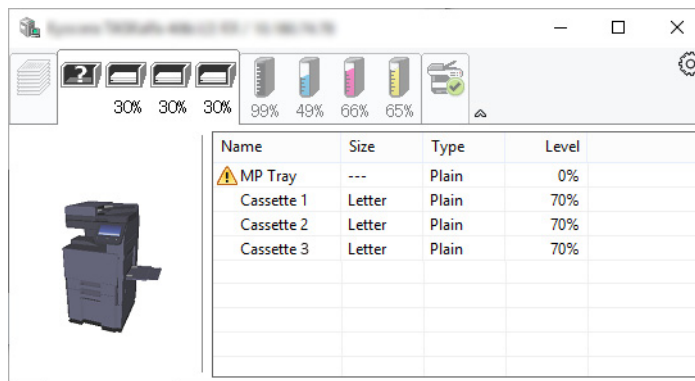 ?
30% 30% 30% 99% 49% 66% 65%
Name Size Type Level
MP Tray --- Plain 0%
Cassette 1 Letter Plain 70%
Cassette 2 Letter Plain 70%
Cassette 3 Letter Plain 70%